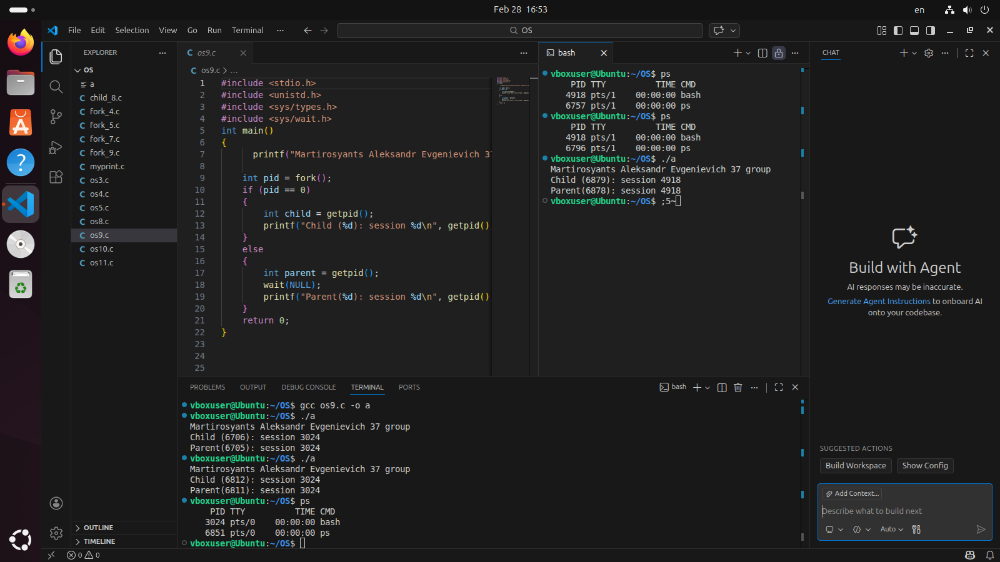 Feb 28 16:53
en
File Edit Selection View Go Run Terminal ···
OS
EXPLORER
OS
a
child_8.c
fork_4.c
fork_5.c
fork_7.c
fork_9.c
myprint.c
os3.c
os4.c
os5.c
os8.c
os9.c
os10.c
os11.c
OUTLINE
TIMELINE
os9.c
os9.c > ...
1 #include <stdio.h>
2 #include <unistd.h>
3 #include <sys/types.h>
4 #include <sys/wait.h>
5 int main()
6 {
7 printf("Martirosyants Aleksandr Evgenievich 37
8
9 int pid = fork();
10 if (pid == 0)
11 {
12 int child = getpid();
13 printf("Child (%d): session %d\n", getpid()
14 }
15 else
16 {
17 int parent = getpid();
18 wait(NULL);
19 printf("Parent(%d): session %d\n", getpid()
20 }
21 return 0;
22 }
23
24
25
bash
vboxuser@Ubuntu:~/OS$ ps
PID TTY TIME CMD
4918 pts/1 00:00:00 bash
6757 pts/1 00:00:00 ps
vboxuser@Ubuntu:~/OS$ ps
PID TTY TIME CMD
4918 pts/1 00:00:00 bash
6796 pts/1 00:00:00 ps
vboxuser@Ubuntu:~/OS$ ./a
Martirosyants Aleksandr Evgenievich 37 group
Child (6879): session 4918
Parent(6878): session 4918
vboxuser@Ubuntu:~/OS$ ;5~
PROBLEMS OUTPUT DEBUG CONSOLE TERMINAL PORTS
bash
vboxuser@Ubuntu:~/OS$ gcc os9.c -o a
vboxuser@Ubuntu:~/OS$ ./a
Martirosyants Aleksandr Evgenievich 37 group
Child (6706): session 3024
Parent(6705): session 3024
vboxuser@Ubuntu:~/OS$ ./a
Martirosyants Aleksandr Evgenievich 37 group
Child (6812): session 3024
Parent(6811): session 3024
vboxuser@Ubuntu:~/OS$ ps
PID TTY TIME CMD
3024 pts/0 00:00:00 bash
6851 pts/0 00:00:00 ps
vboxuser@Ubuntu:~/OS$
CHAT
Build with Agent
AI responses may be inaccurate.
Generate Agent Instructions to onboard AI
onto your codebase.
SUGGESTED ACTIONS
Build Workspace
Show Config
Add Context...
Describe what to build next
Auto
0 0